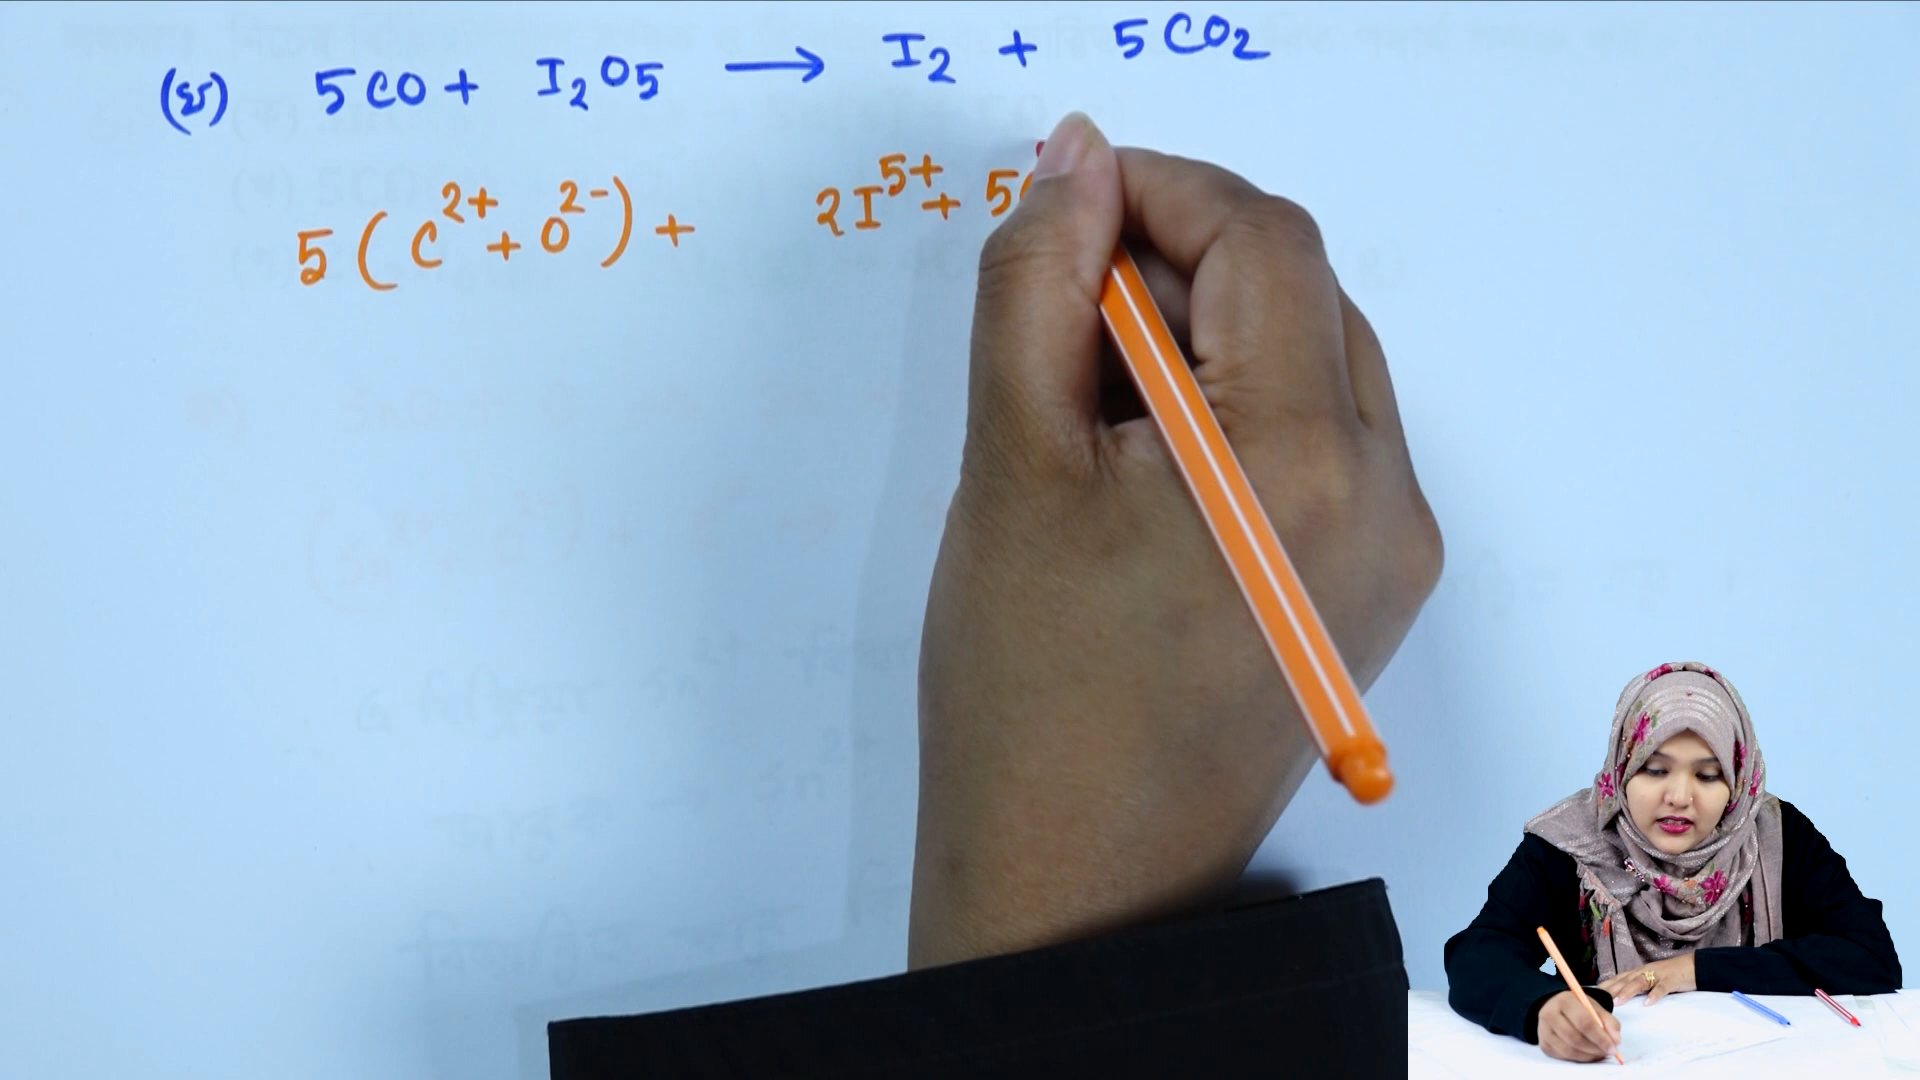 (ঘ) 5CO + I₂O₅ ⟶ I₂ + 5CO₂
5(C²⁺ + O²⁻) + 2I⁵⁺ + 5